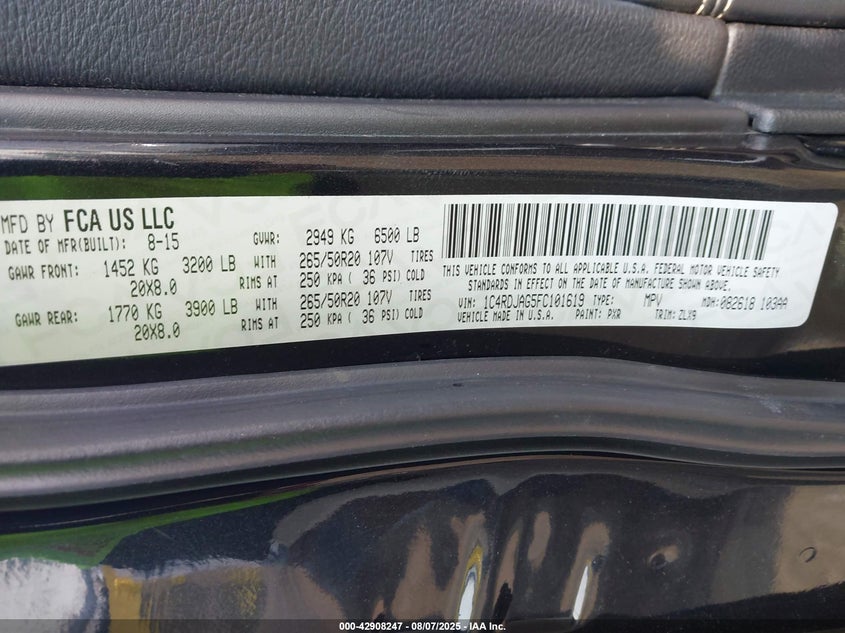 MFD BY FCA US LLC
DATE OF MFR(BUILT): 8-15 GVWR: 2949 KG 6500 LB
GAWR FRONT: 1452 KG 3200 LB WITH 265/50R20 107V TIRES
20X8.0 RIMS AT 250 KPA ( 36 PSI) COLD
GAWR REAR: 1770 KG 3900 LB WITH 265/50R20 107V TIRES
20X8.0 RIMS AT 250 KPA ( 36 PSI) COLD
THIS VEHICLE CONFORMS TO ALL APPLICABLE U.S.A. FEDERAL MOTOR VEHICLE SAFETY
STANDARDS IN EFFECT ON THE DATE OF MANUFACTURE SHOWN ABOVE.
VIN: 1C4RDJAG5FC101619 TYPE: MPV MDH: 082618 103AA
VEHICLE MADE IN U.S.A. PAINT: PXR TRIM: ZLX9
000-42908247 - 08/07/2025 - IAA Inc.